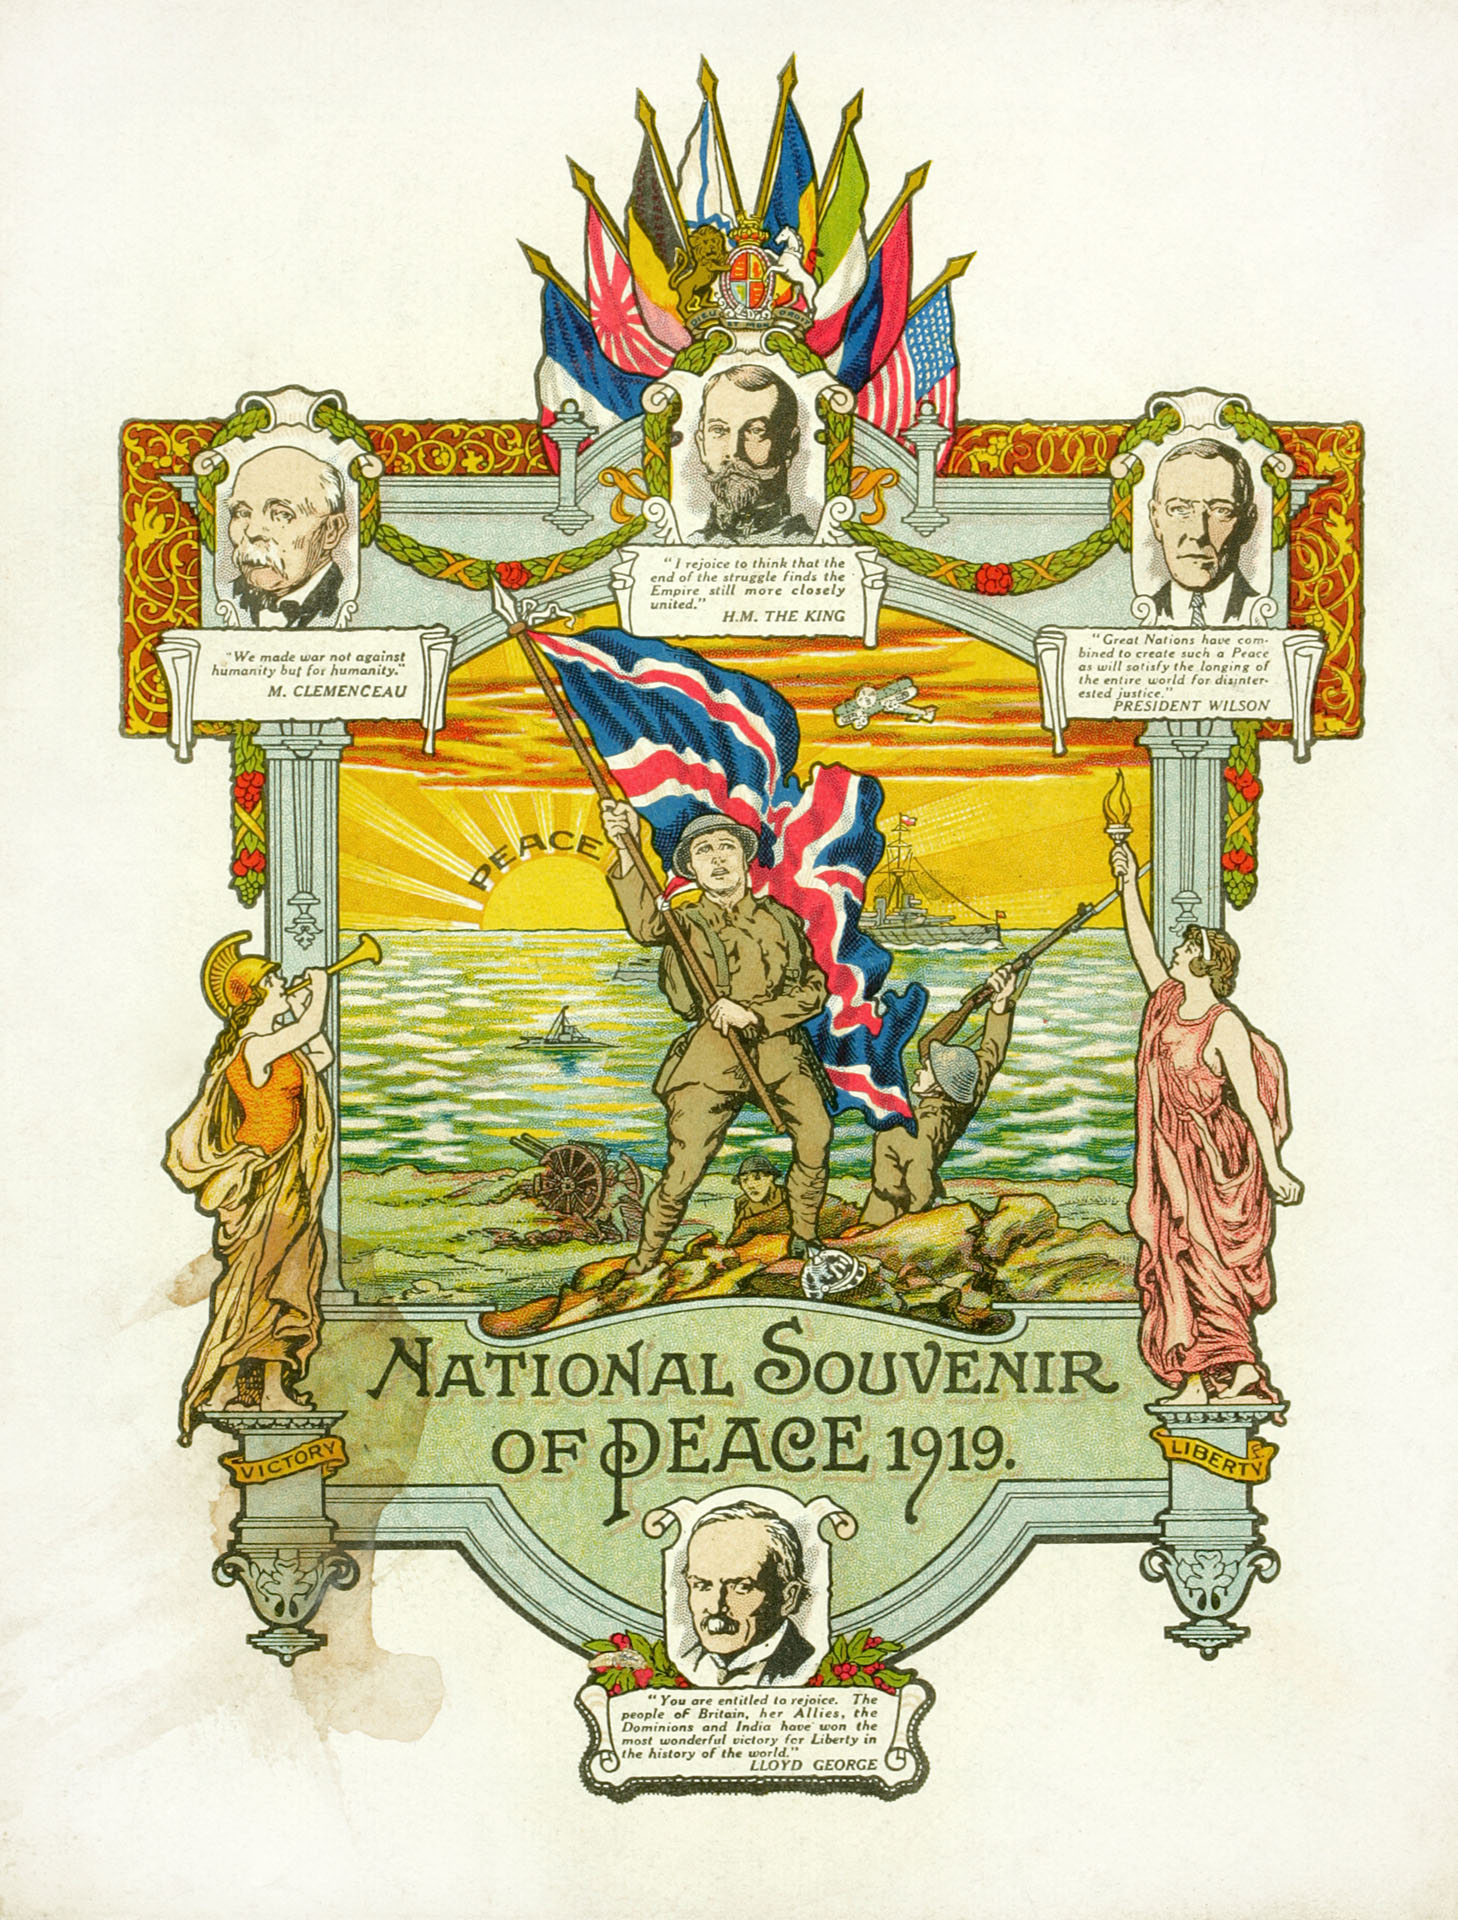 DIEU ET MON DROIT
"I rejoice to think that the
end of the struggle finds the
Empire still more closely
united."
H.M. THE KING
"We made war not against
humanity but for humanity."
M. CLEMENCEAU
"Great Nations have com-
bined to create such a Peace
as will satisfy the longing of
the entire world for disinter-
ested justice."
PRESIDENT WILSON
PEACE
NATIONAL SOUVENIR
OF PEACE 1919.
VICTORY
LIBERTY
"You are entitled to rejoice. The
people of Britain, her Allies, the
Dominions and India have won the
most wonderful victory for Liberty in
the history of the world."
LLOYD GEORGE